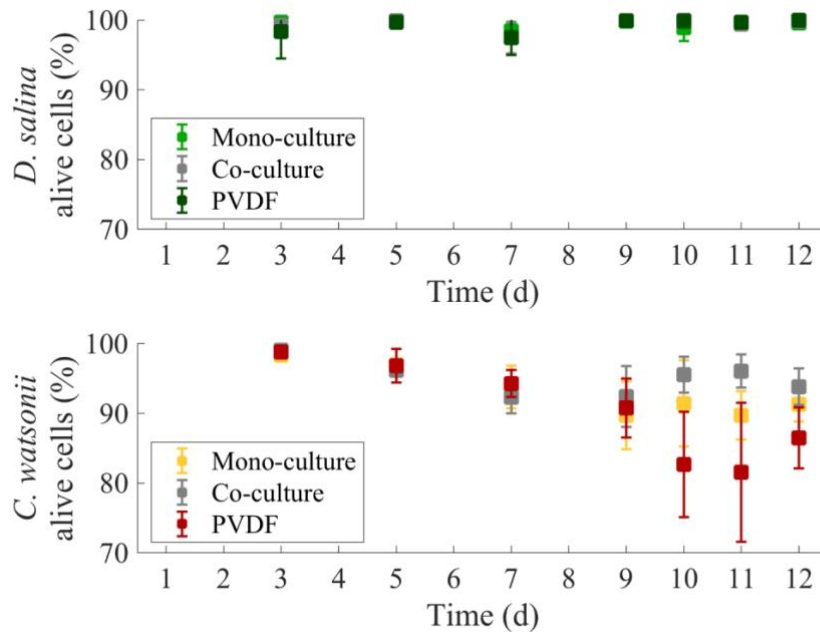 D. salina
alive cells (%)
100
90
80
70
Mono-culture
Co-culture
PVDF
1 2 3 4 5 6 7 8 9 10 11 12
Time (d)
C. watsonii
alive cells (%)
100
90
80
70
Mono-culture
Co-culture
PVDF
1 2 3 4 5 6 7 8 9 10 11 12
Time (d)